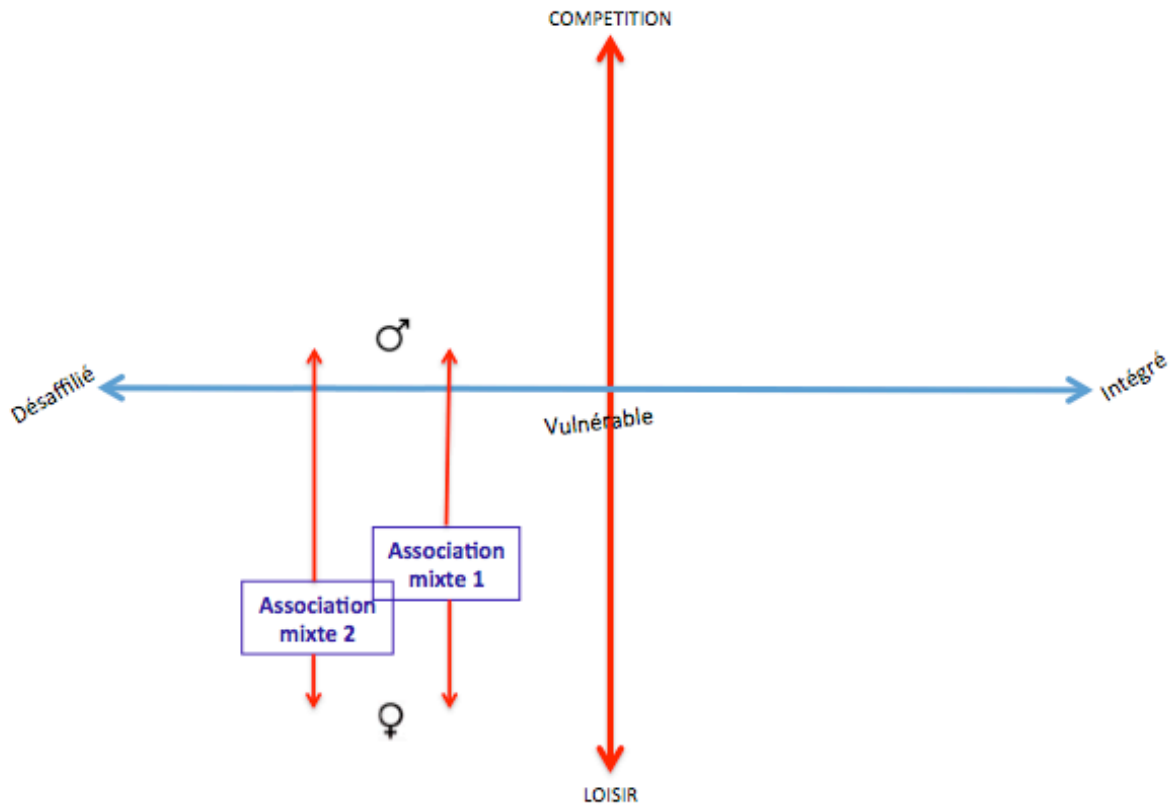 COMPETITION
♂
Désaffilié
Intégré
Vulnérable
Association
mixte 1
Association
mixte 2
♀
LOISIR